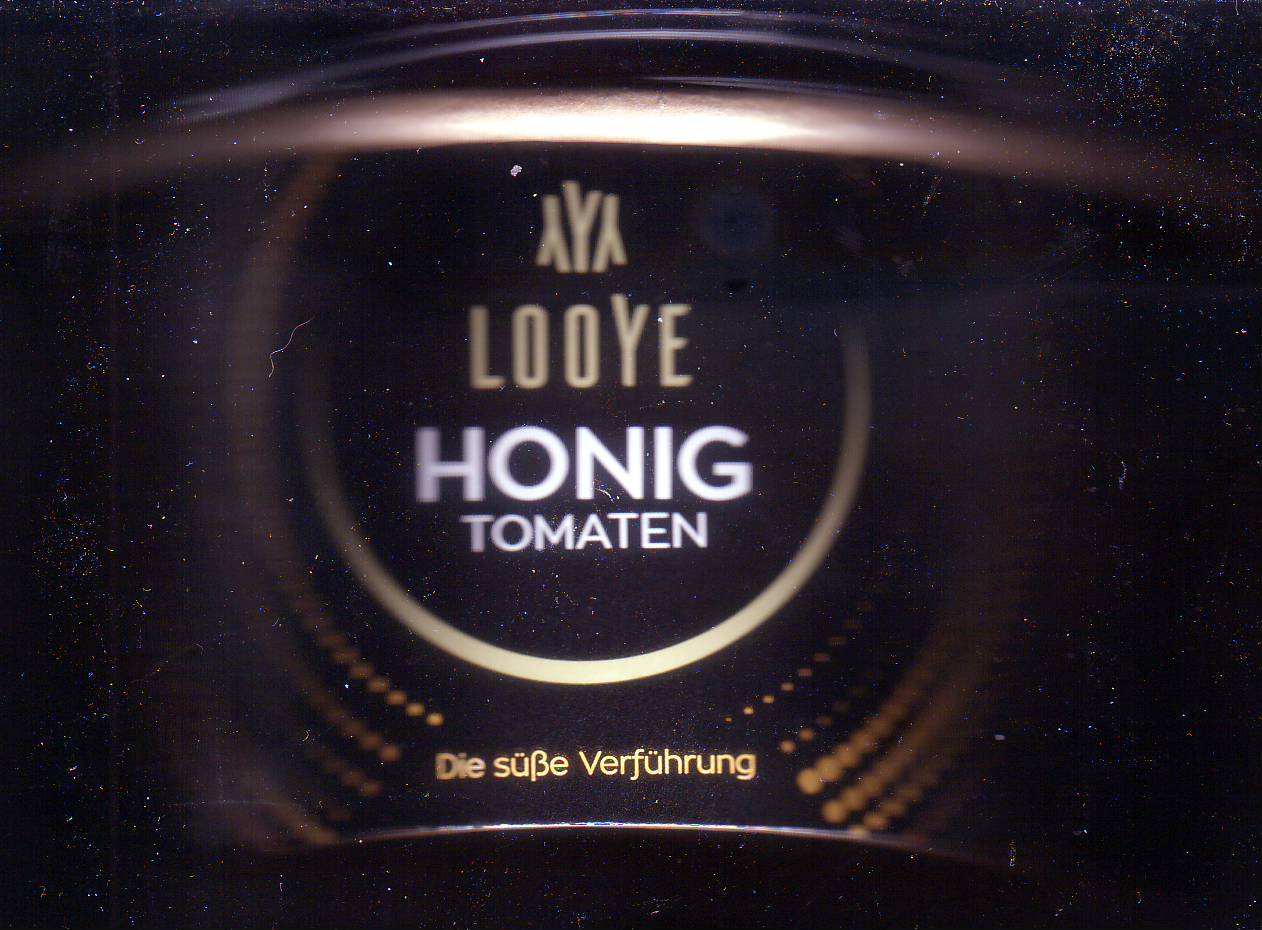 LOOYE
HONIG
TOMATEN
Die süße Verführung